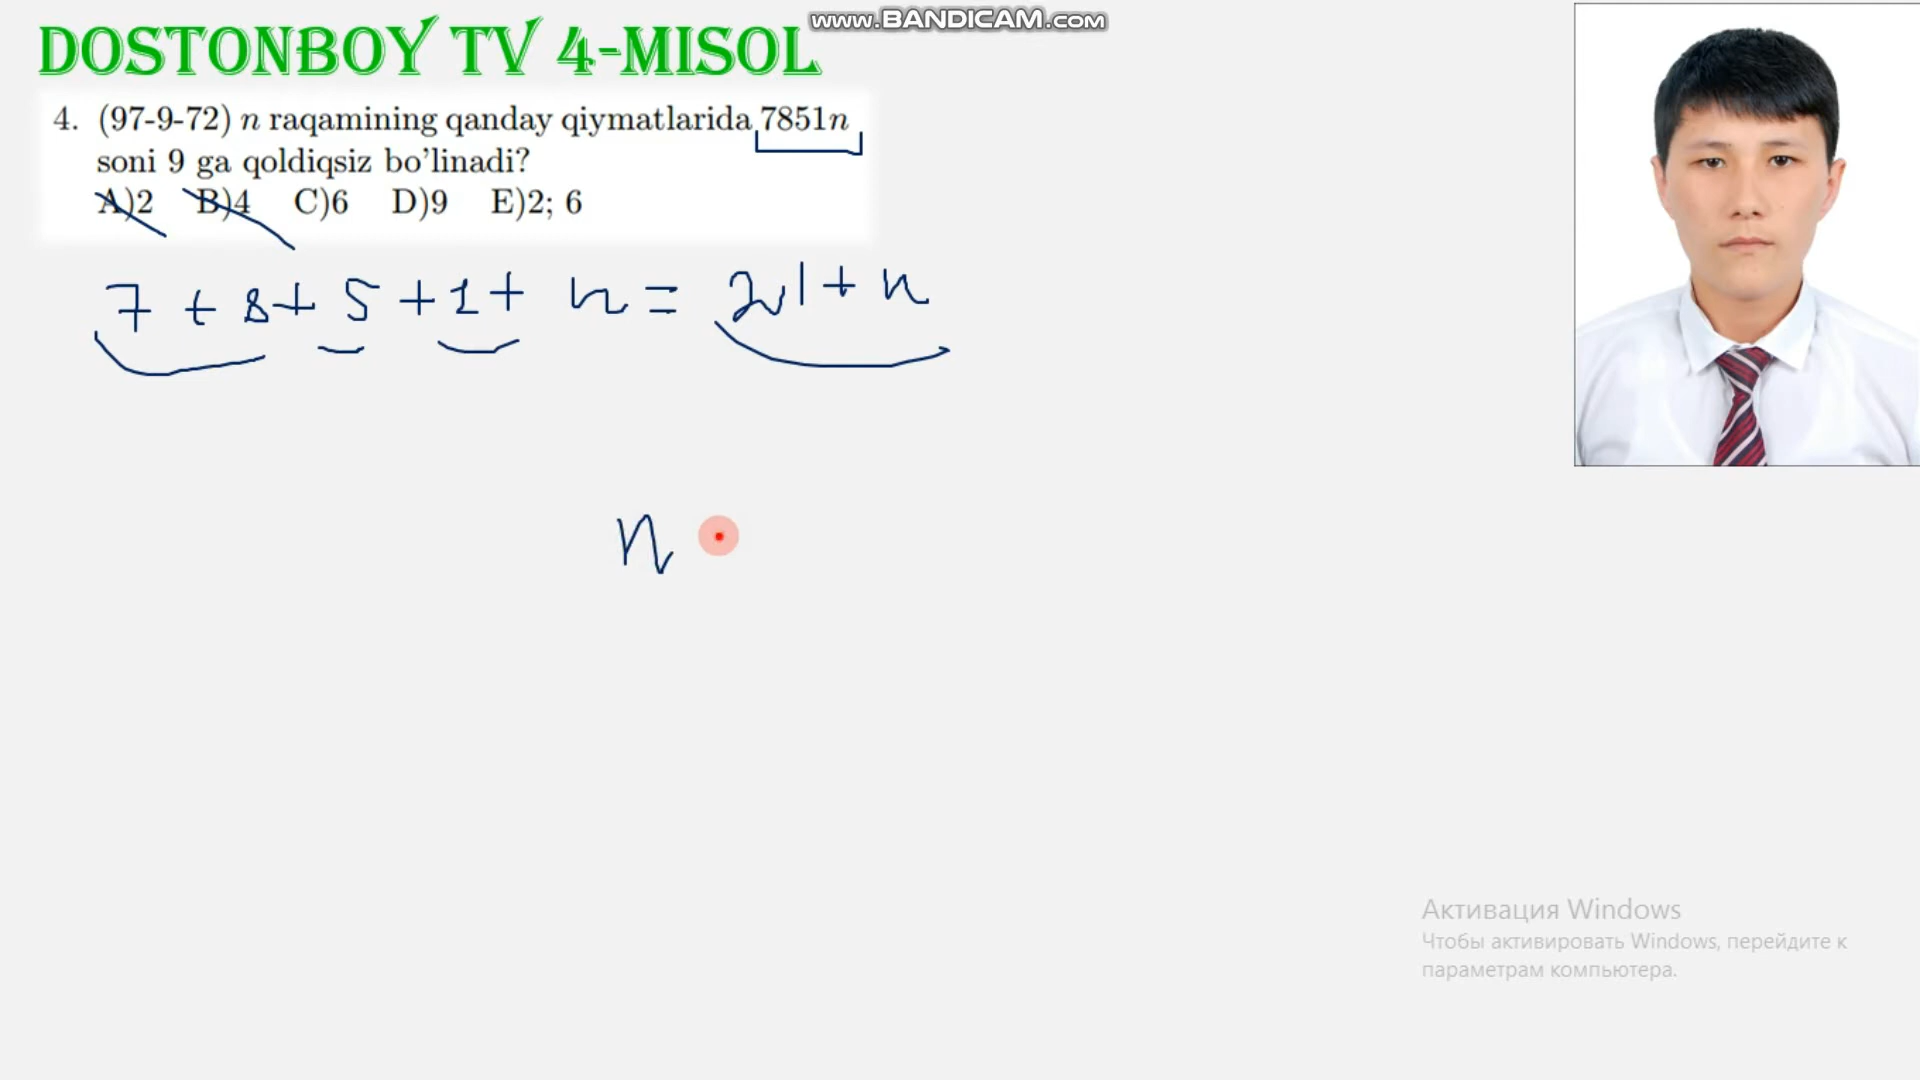 www.BANDICAM.com
DOSTONBOY TV 4-MISOL
4. (97-9-72) n raqamining qanday qiymatlarida 7851n
soni 9 ga qoldiqsiz bo'linadi?
A)2 B)4 C)6 D)9 E)2; 6
7 + 8 + 5 + 1 + n = 21 + n
n
Активация Windows
Чтобы активировать Windows, перейдите к
параметрам компьютера.